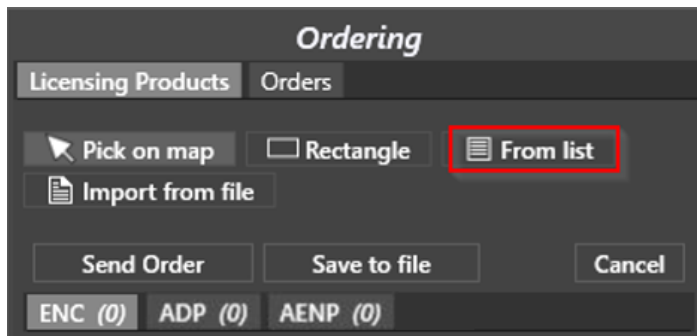 Ordering
Licensing Products Orders
Pick on map Rectangle From list
Import from file
Send Order Save to file Cancel
ENC (0) ADP (0) AENP (0)